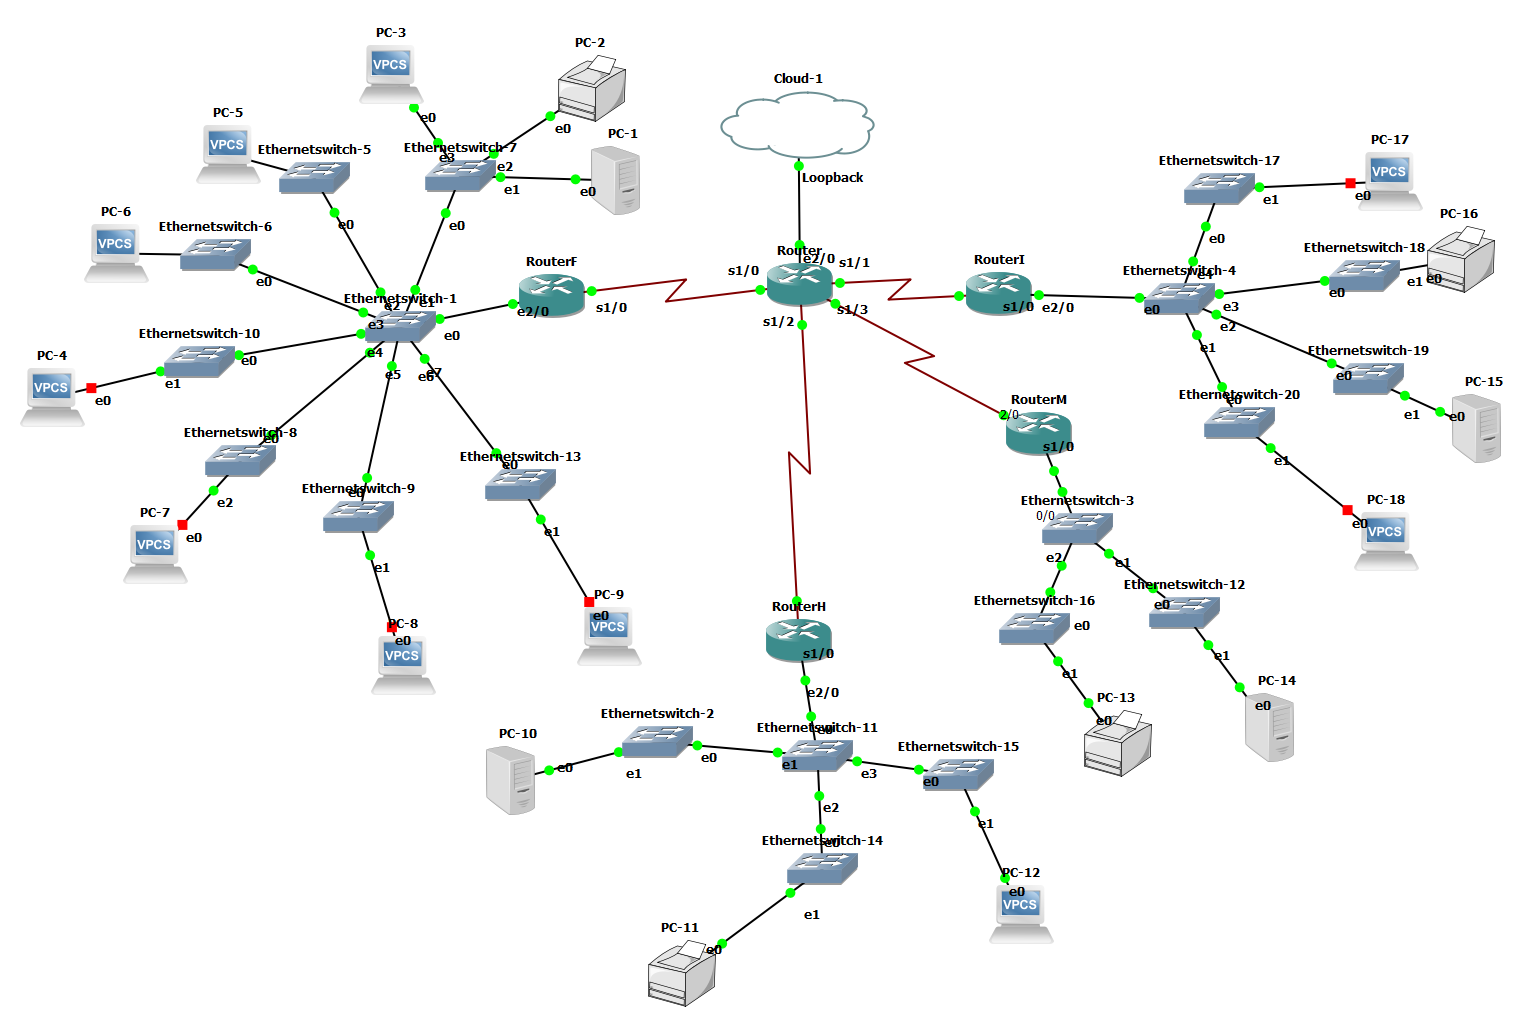 PC-3
VPCS
e0
PC-2
e0
Cloud-1
Loopback
PC-5
VPCS
Ethernetswitch-5
e0
Ethernetswitch-7
e3
e2
e1
e0
PC-1
e0
PC-17
VPCS
e0
Ethernetswitch-17
e1
e0
PC-16
e0
Ethernetswitch-18
e1
e0
PC-6
VPCS
Ethernetswitch-6
e0
RouterF
e2/0
s1/0
Router
e2/0
s1/0
s1/1
s1/2
s1/3
RouterI
s1/0
e2/0
Ethernetswitch-4
e4
e0
e3
e2
e1
Ethernetswitch-1
e2
e1
e3
e0
e4
e5
e6
e7
Ethernetswitch-10
e0
e1
PC-4
VPCS
e0
Ethernetswitch-19
e0
e1
PC-15
e0
Ethernetswitch-20
e0
e1
RouterM
2/0
s1/0
Ethernetswitch-8
e0
e2
Ethernetswitch-13
e0
e1
Ethernetswitch-9
e0
e1
PC-7
VPCS
e0
Ethernetswitch-3
0/0
e2
e1
PC-18
VPCS
e0
Ethernetswitch-12
e0
e1
Ethernetswitch-16
e0
e1
PC-9
e0
VPCS
PC-8
e0
VPCS
RouterH
s1/0
e2/0
PC-14
e0
PC-13
e0
Ethernetswitch-2
e0
e1
Ethernetswitch-11
e0
e1
e3
e2
Ethernetswitch-15
e0
e1
PC-10
e0
Ethernetswitch-14
e0
e1
PC-12
e0
VPCS
PC-11
e0